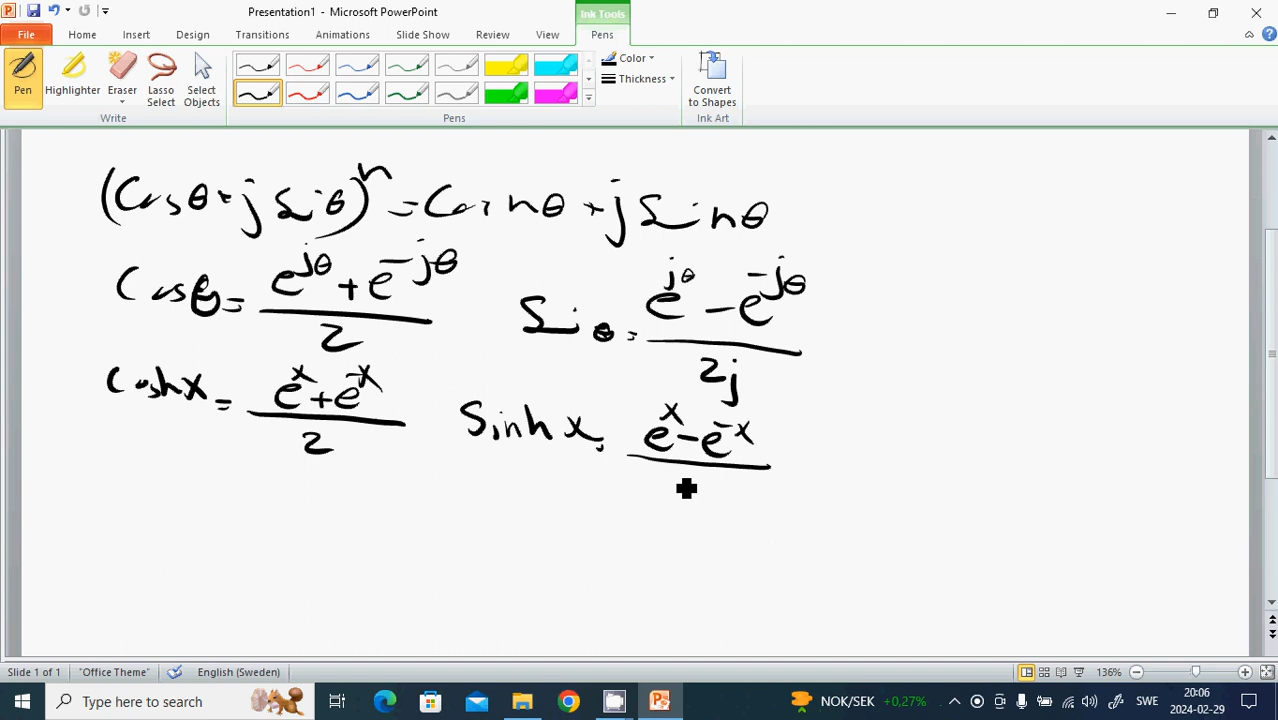 Presentation1 - Microsoft PowerPoint
Ink Tools
File Home Insert Design Transitions Animations Slide Show Review View Pens
Pen Highlighter Eraser Lasso Select Select Objects Color Thickness Convert to Shapes
Write Pens Ink Art
(Cosθ+j Sinθ)^n = Cos nθ + j Sin nθ
Cosθ = (e^{jθ} + e^{-jθ}) / 2 Sinθ = (e^{jθ} - e^{-jθ}) / 2j
Coshx = (e^x + e^{-x}) / 2 Sinhx = e^x - e^{-x}
Slide 1 of 1 "Office Theme" English (Sweden) 136%
Type here to search NOK/SEK +0,27% SWE 20:06
2024-02-29